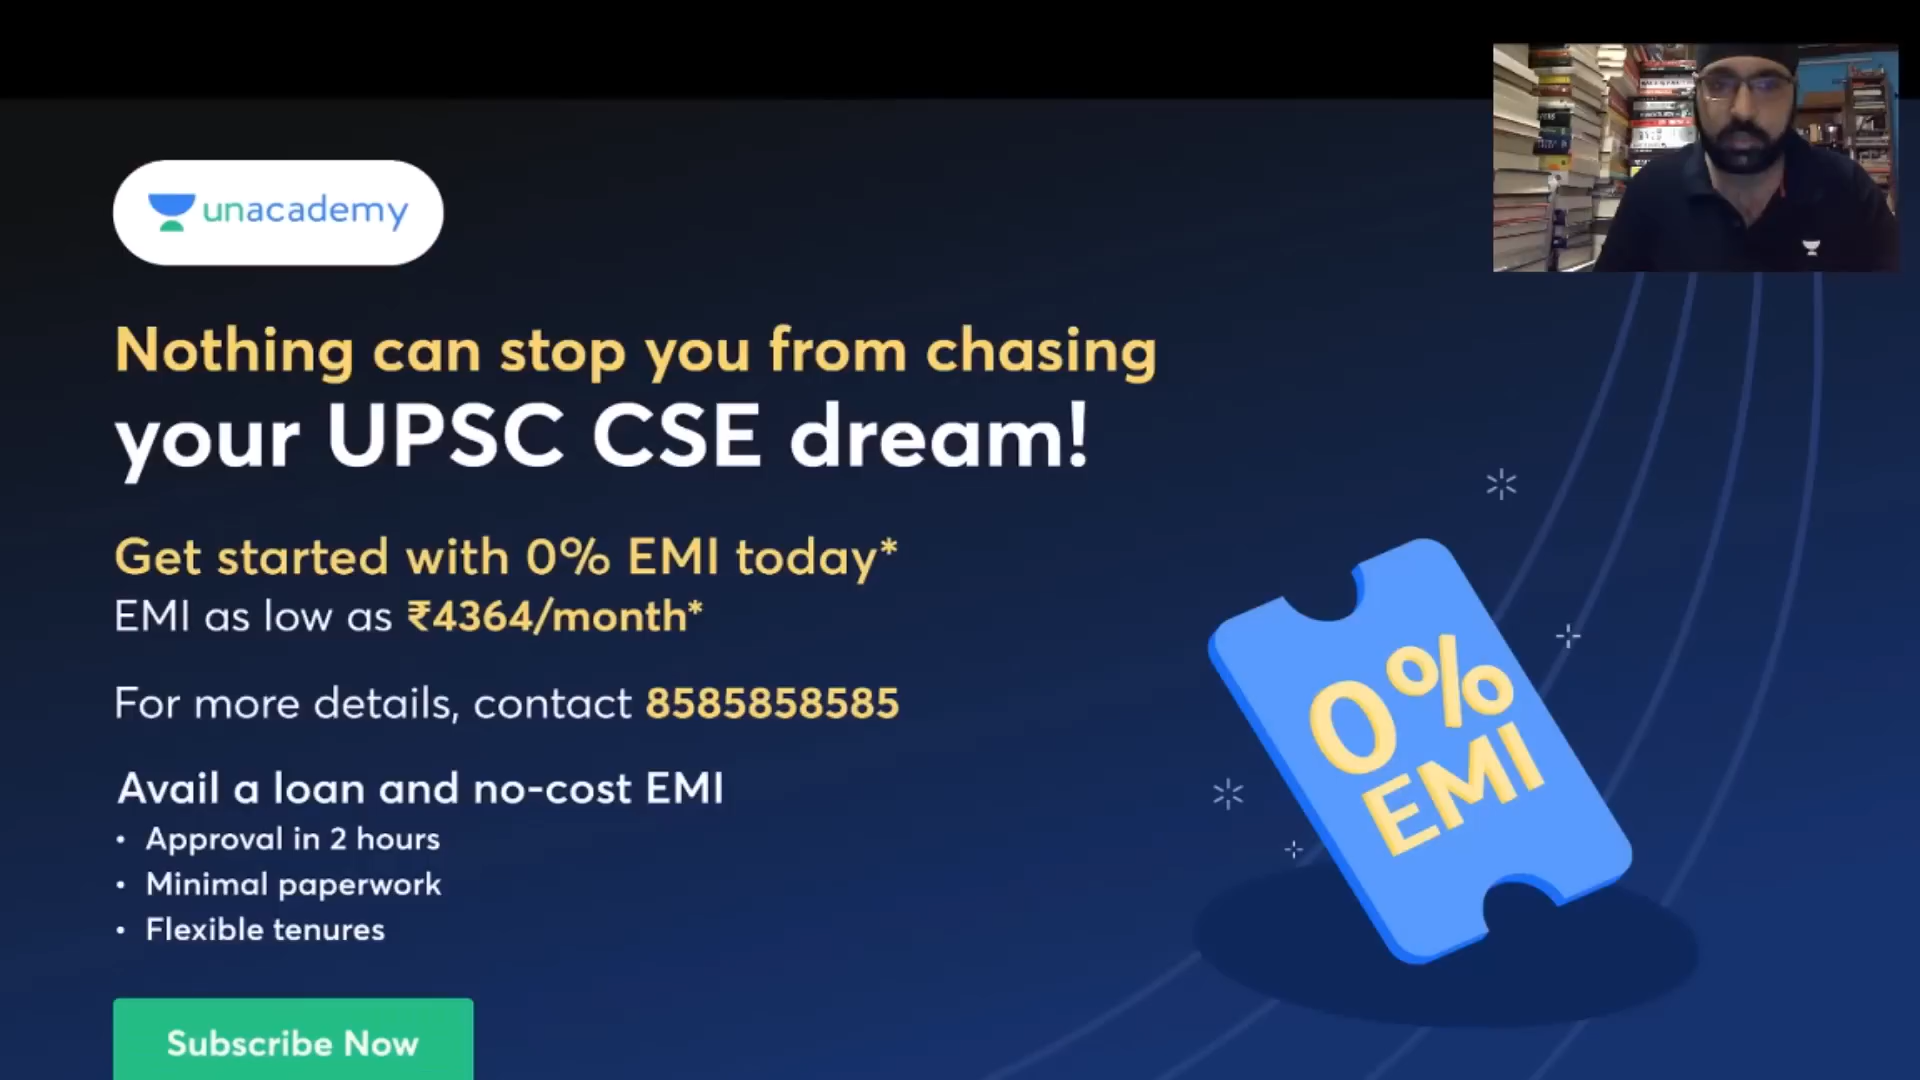 unacademy
Nothing can stop you from chasing
your UPSC CSE dream!
Get started with 0% EMI today*
EMI as low as ₹4364/month*
For more details, contact 8585858585
Avail a loan and no-cost EMI
• Approval in 2 hours
• Minimal paperwork
• Flexible tenures
Subscribe Now
0%
EMI